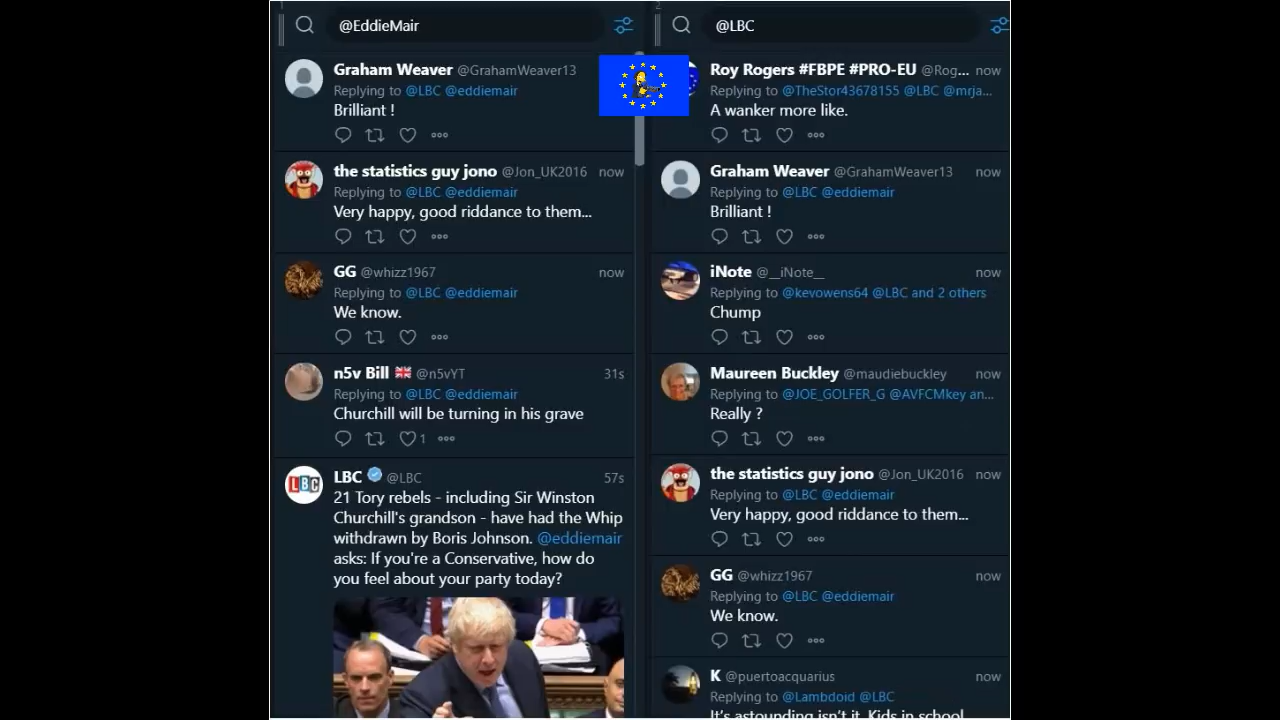 1
@EddieMair
Graham Weaver @GrahamWeaver13
Replying to @LBC @eddiemair
Brilliant !
the statistics guy jono @Jon_UK2016 now
Replying to @LBC @eddiemair
Very happy, good riddance to them...
GG @whizz1967 now
Replying to @LBC @eddiemair
We know.
n5v Bill @n5vYT 31s
Replying to @LBC @eddiemair
Churchill will be turning in his grave
1
LBC @LBC 57s
LBC
21 Tory rebels - including Sir Winston
Churchill's grandson - have had the Whip
withdrawn by Boris Johnson. @eddiemair
asks: If you're a Conservative, how do
you feel about your party today?
2
@LBC
Roy Rogers #FBPE #PRO-EU @Rog... now
Replying to @TheStor43678155 @LBC @mrja...
A wanker more like.
Graham Weaver @GrahamWeaver13 now
Replying to @LBC @eddiemair
Brilliant !
iNote @__iNote__ now
Replying to @kevowens64 @LBC and 2 others
Chump
Maureen Buckley @maudiebuckley now
Replying to @JOE_GOLFER_G @AVFCMkey an...
Really ?
the statistics guy jono @Jon_UK2016 now
Replying to @LBC @eddiemair
Very happy, good riddance to them...
GG @whizz1967 now
Replying to @LBC @eddiemair
We know.
K @puertoacquarius now
Replying to @Lambdoid @LBC
It's astounding isn't it. Kids in school